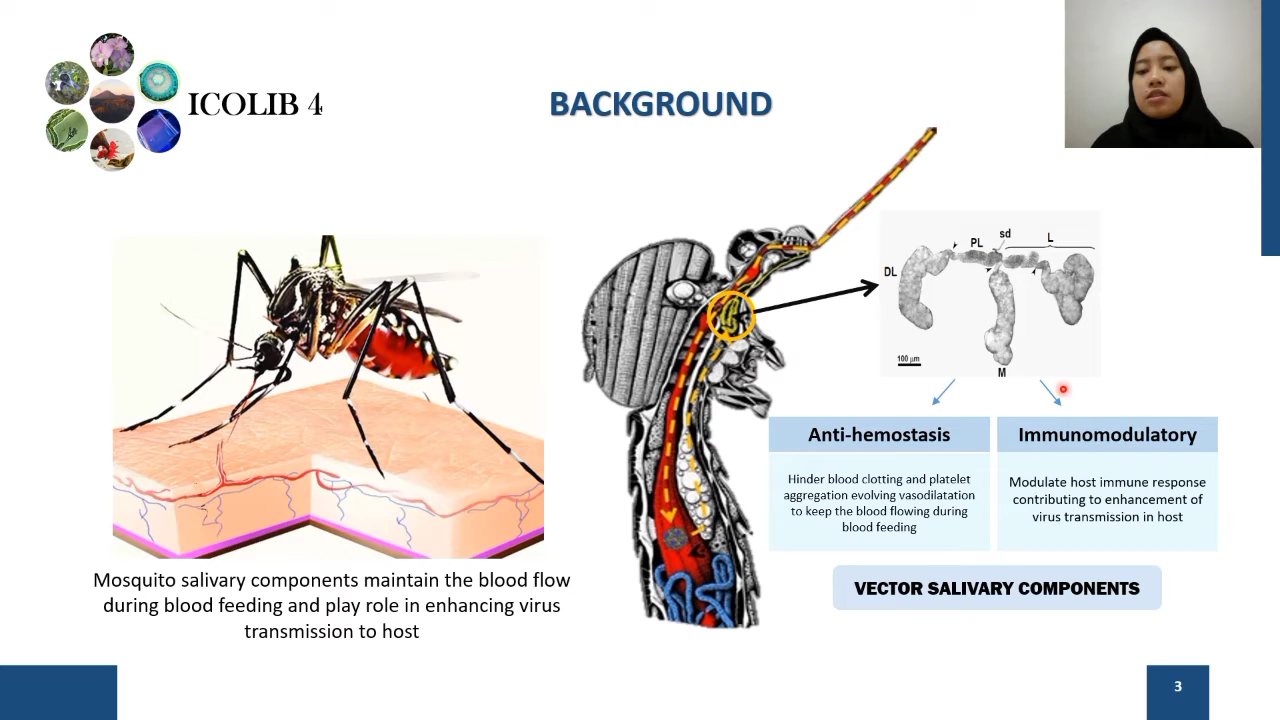 ICOLIB 4
BACKGROUND
DL
PL
sd
L
M
100 µm
Anti-hemostasis
Hinder blood clotting and platelet
aggregation evolving vasodilatation
to keep the blood flowing during
blood feeding
Immunomodulatory
Modulate host immune response
contributing to enhancement of
virus transmission in host
VECTOR SALIVARY COMPONENTS
Mosquito salivary components maintain the blood flow
during blood feeding and play role in enhancing virus
transmission to host
3